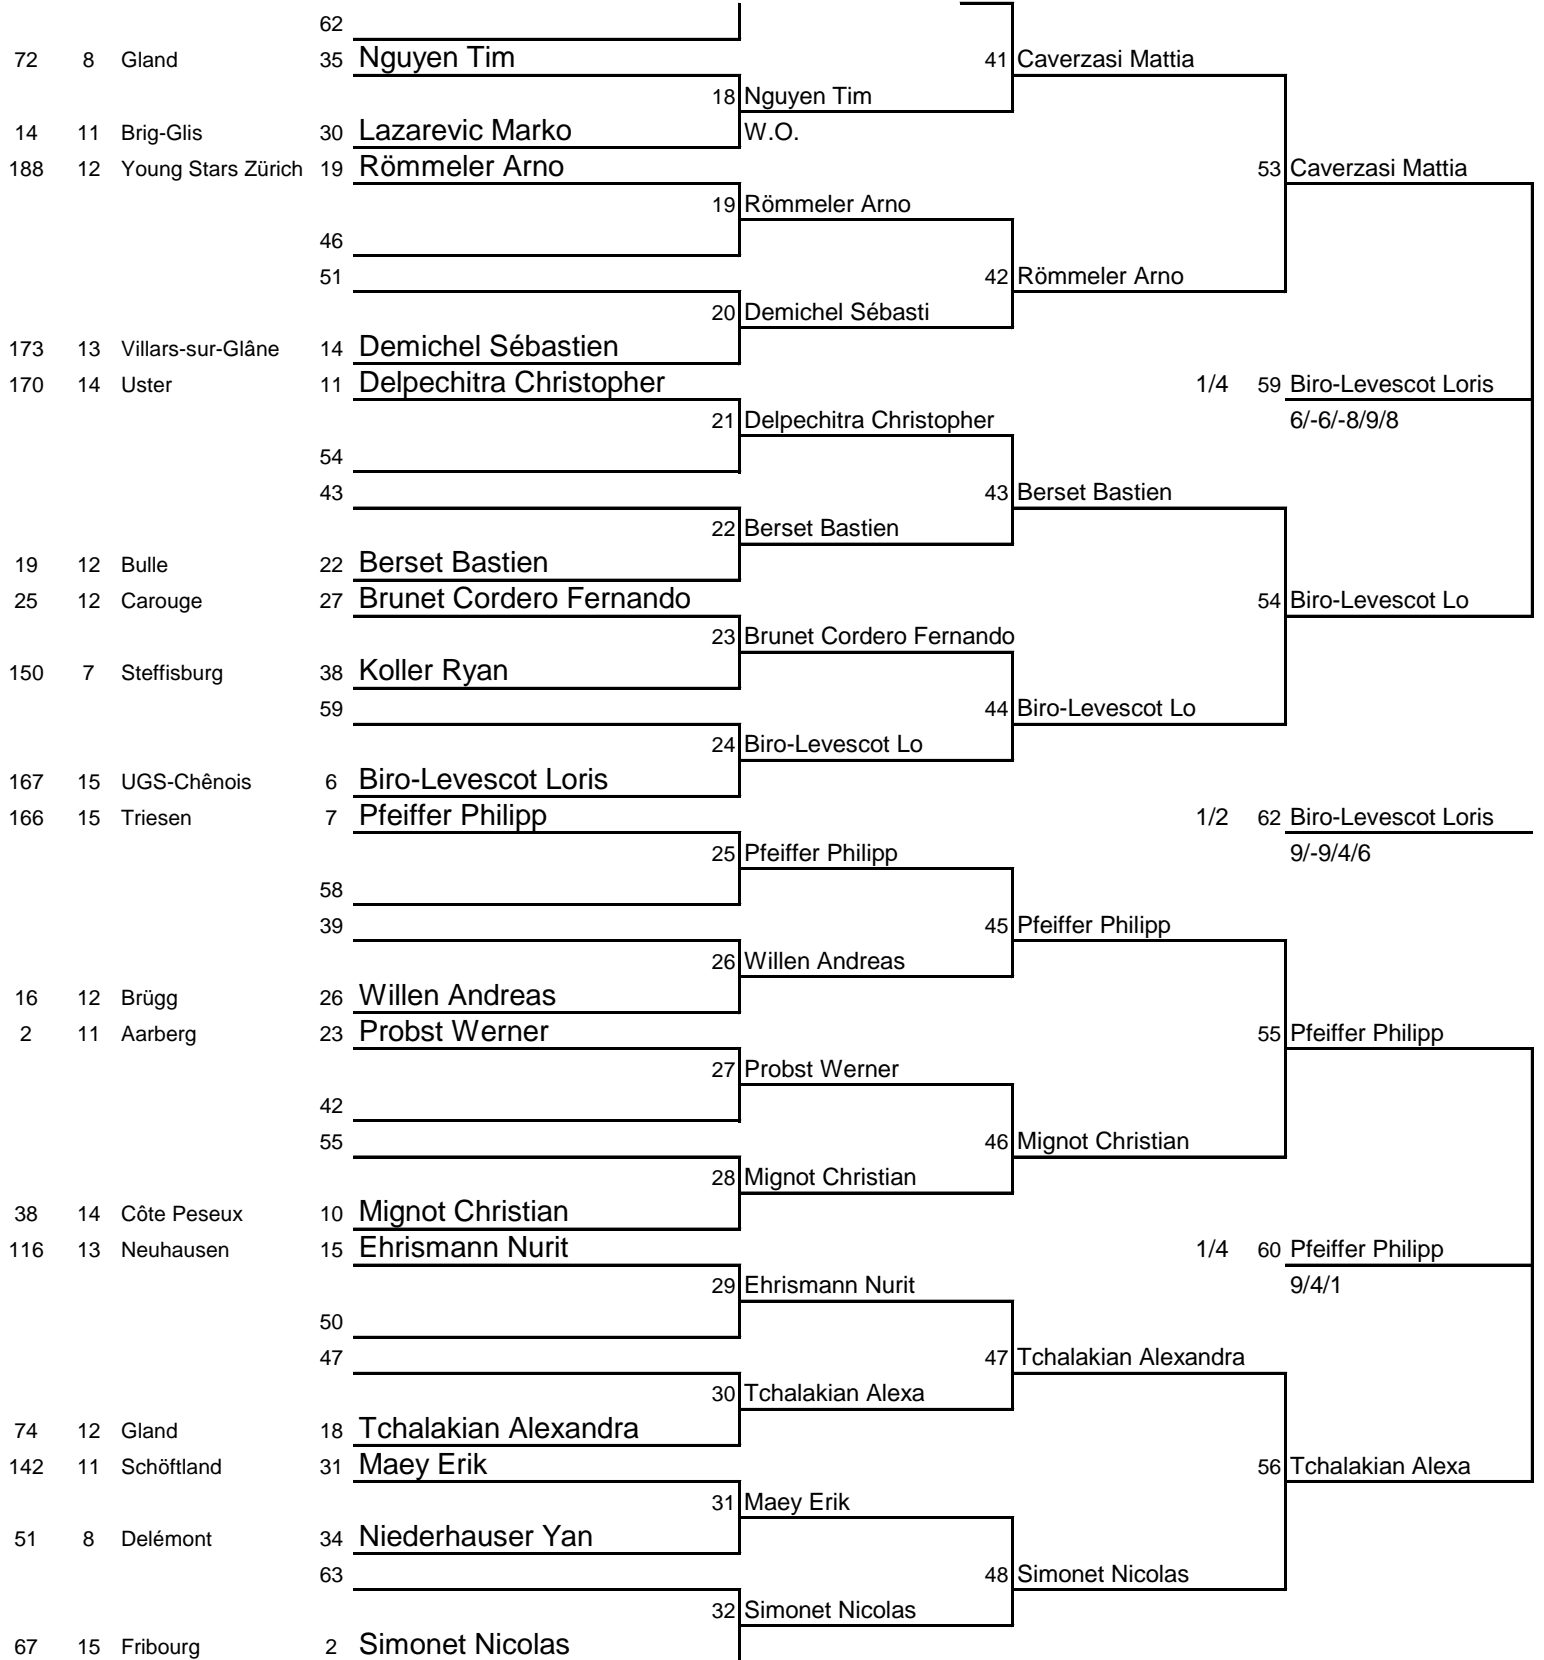 62
72 8 Gland 35 Nguyen Tim 41 Caverzasi Mattia
18 Nguyen Tim
14 11 Brig-Glis 30 Lazarevic Marko W.O.
188 12 Young Stars Zürich 19 Römmeler Arno 53 Caverzasi Mattia
19 Römmeler Arno
46
51 42 Römmeler Arno
20 Demichel Sébasti
173 13 Villars-sur-Glâne 14 Demichel Sébastien
170 14 Uster 11 Delpechitra Christopher 1/4 59 Biro-Levescot Loris
21 Delpechitra Christopher 6/-6/-8/9/8
54
43 43 Berset Bastien
22 Berset Bastien
19 12 Bulle 22 Berset Bastien
25 12 Carouge 27 Brunet Cordero Fernando 54 Biro-Levescot Lo
23 Brunet Cordero Fernando
150 7 Steffisburg 38 Koller Ryan
59 44 Biro-Levescot Lo
24 Biro-Levescot Lo
167 15 UGS-Chênois 6 Biro-Levescot Loris
166 15 Triesen 7 Pfeiffer Philipp 1/2 62 Biro-Levescot Loris
25 Pfeiffer Philipp 9/-9/4/6
58
39 45 Pfeiffer Philipp
26 Willen Andreas
16 12 Brügg 26 Willen Andreas
2 11 Aarberg 23 Probst Werner 55 Pfeiffer Philipp
27 Probst Werner
42
55 46 Mignot Christian
28 Mignot Christian
38 14 Côte Peseux 10 Mignot Christian
116 13 Neuhausen 15 Ehrismann Nurit 1/4 60 Pfeiffer Philipp
29 Ehrismann Nurit 9/4/1
50
47 47 Tchalakian Alexandra
30 Tchalakian Alexa
74 12 Gland 18 Tchalakian Alexandra
142 11 Schöftland 31 Maey Erik 56 Tchalakian Alexa
31 Maey Erik
51 8 Delémont 34 Niederhauser Yan
63 48 Simonet Nicolas
32 Simonet Nicolas
67 15 Fribourg 2 Simonet Nicolas